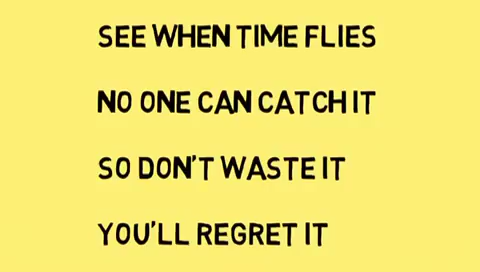 SEE WHEN TIME FLIES
NO ONE CAN CATCH IT
SO DON'T WASTE IT
YOU'LL REGRET IT